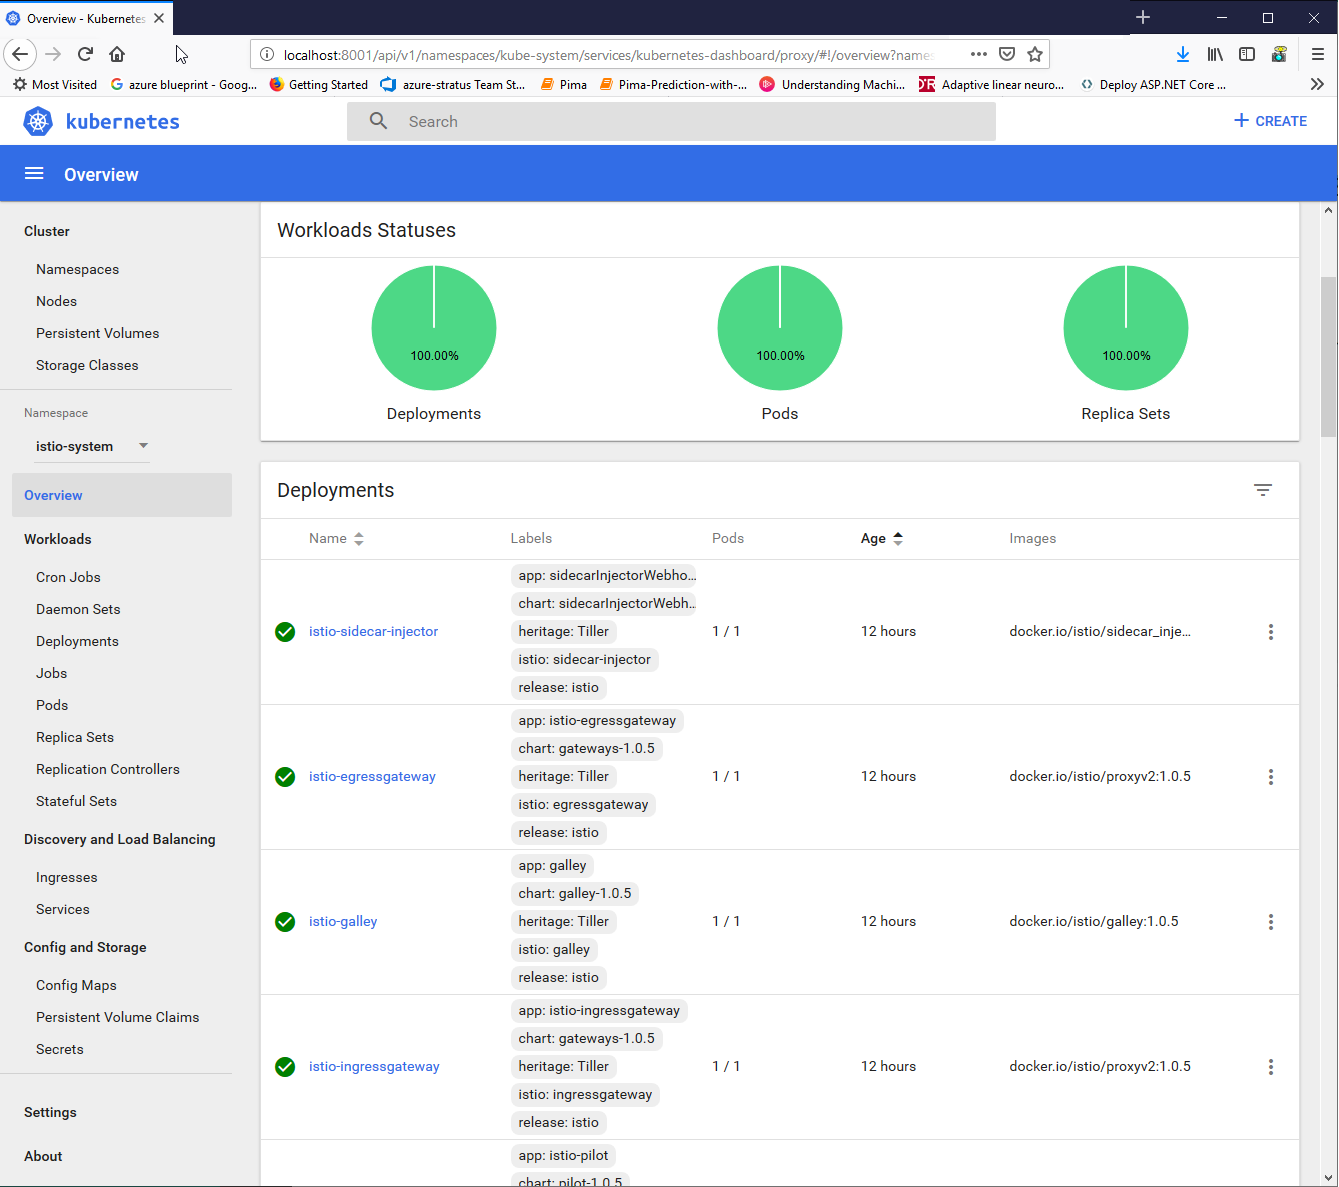 Overview - Kubernetes
localhost:8001/api/v1/namespaces/kube-system/services/kubernetes-dashboard/proxy/#!/overview?name
Most Visited
azure blueprint - Goog...
Getting Started
azure-stratus Team St...
Pima
Pima-Prediction-with-...
Understanding Machi...
DR
Adaptive linear neuro...
Deploy ASP.NET Core ...
kubernetes
Search
CREATE
Overview
Cluster
Namespaces
Nodes
Persistent Volumes
Storage Classes
Namespace
istio-system
Overview
Workloads
Cron Jobs
Daemon Sets
Deployments
Jobs
Pods
Replica Sets
Replication Controllers
Stateful Sets
Discovery and Load Balancing
Ingresses
Services
Config and Storage
Config Maps
Persistent Volume Claims
Secrets
Settings
About
Workloads Statuses
100.00%
100.00%
100.00%
Deployments
Pods
Replica Sets
Deployments
Name Labels Pods Age Images
app: sidecarInjectorWebho...
chart: sidecarInjectorWebh...
istio-sidecar-injector heritage: Tiller 1 / 1 12 hours docker.io/istio/sidecar_inje...
istio: sidecar-injector
release: istio
app: istio-egressgateway
chart: gateways-1.0.5
istio-egressgateway heritage: Tiller 1 / 1 12 hours docker.io/istio/proxyv2:1.0.5
istio: egressgateway
release: istio
app: galley
chart: galley-1.0.5
istio-galley heritage: Tiller 1 / 1 12 hours docker.io/istio/galley:1.0.5
istio: galley
release: istio
app: istio-ingressgateway
chart: gateways-1.0.5
istio-ingressgateway heritage: Tiller 1 / 1 12 hours docker.io/istio/proxyv2:1.0.5
istio: ingressgateway
release: istio
app: istio-pilot
chart: pilot-1.0.5